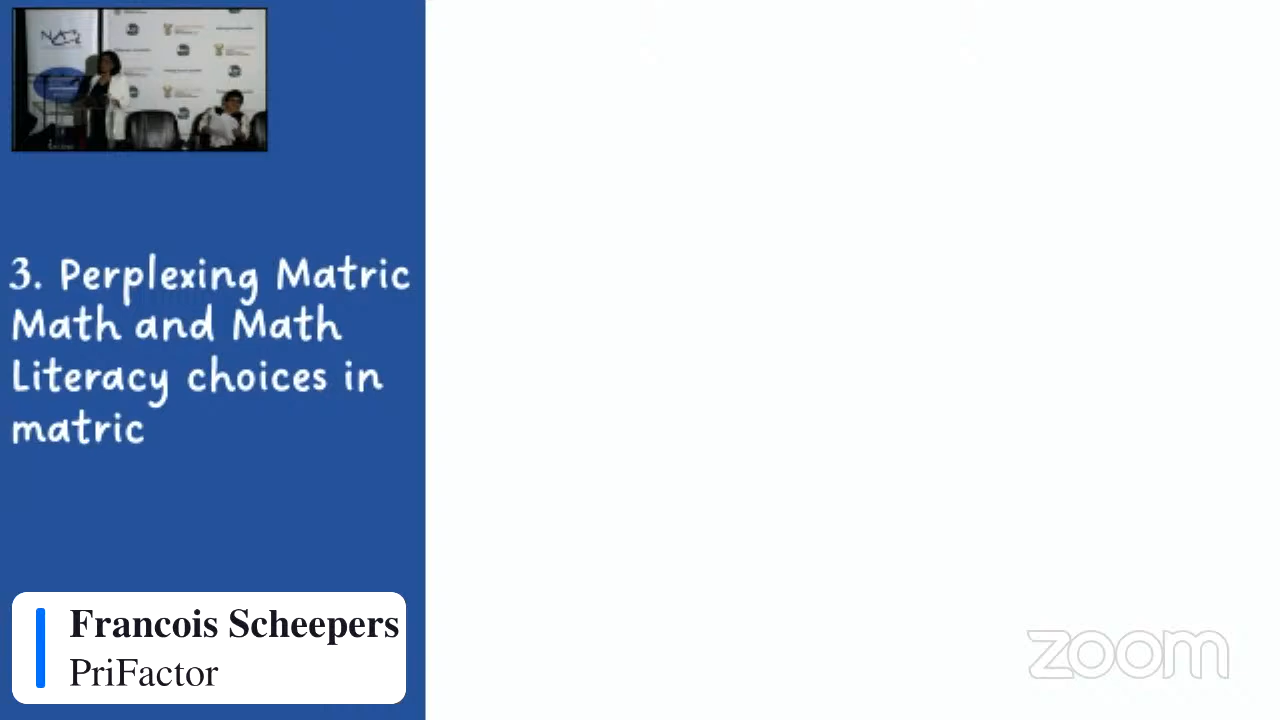 3. Perplexing Matric
Math and Math
Literacy choices in
matric
Francois Scheepers
PriFactor
zoom